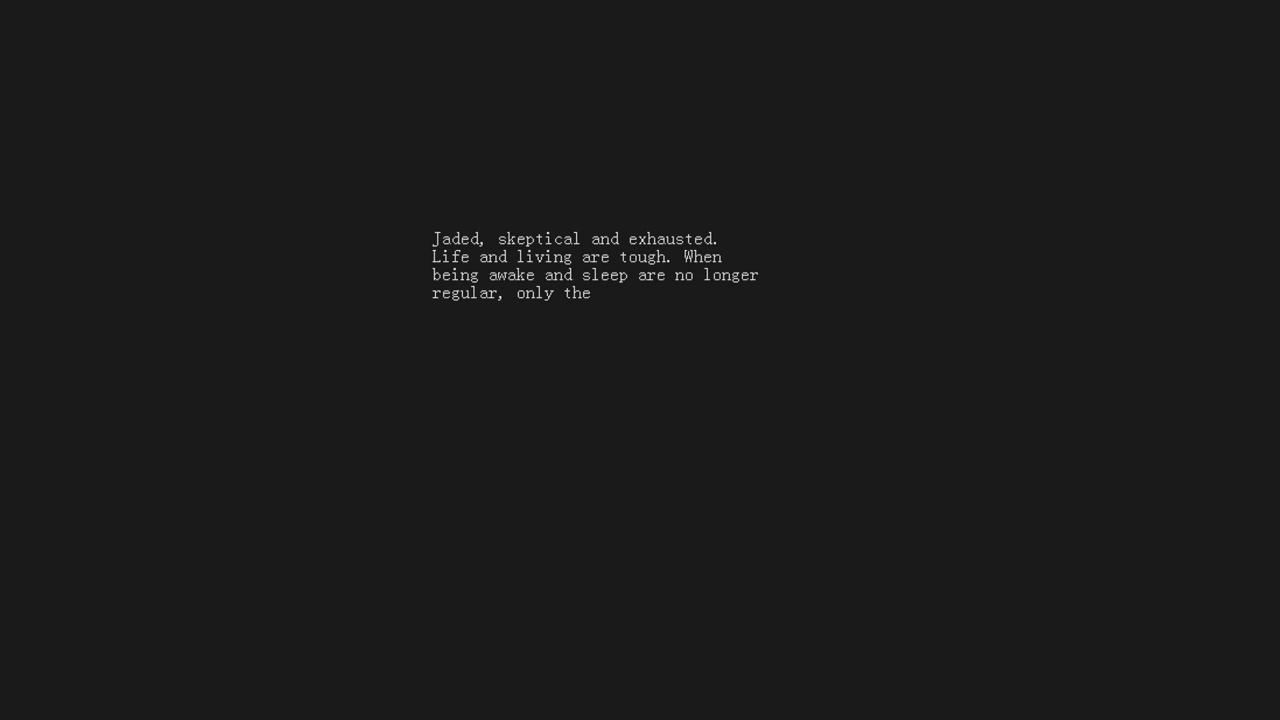 Jaded, skeptical and exhausted.
Life and living are tough. When
being awake and sleep are no longer
regular, only the